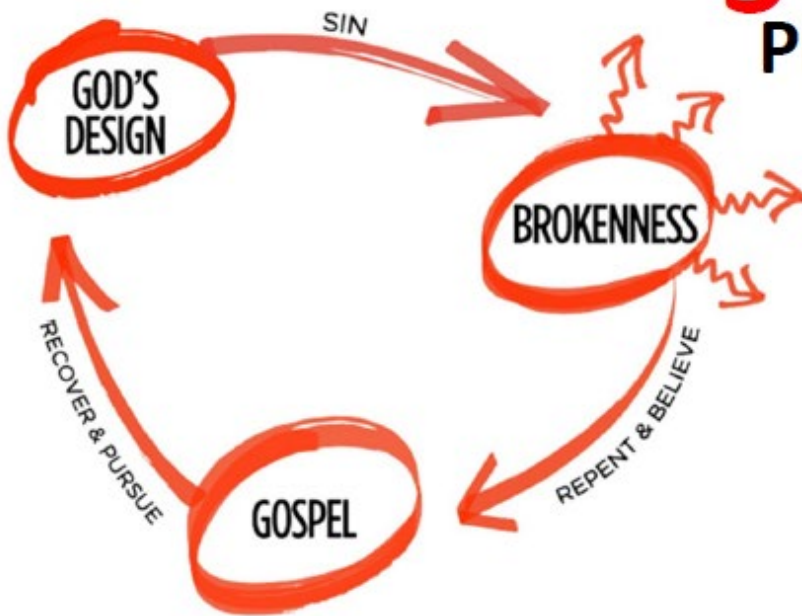 SIN
P
GOD'S
DESIGN
BROKENNESS
REPENT & BELIEVE
GOSPEL
RECOVER & PURSUE